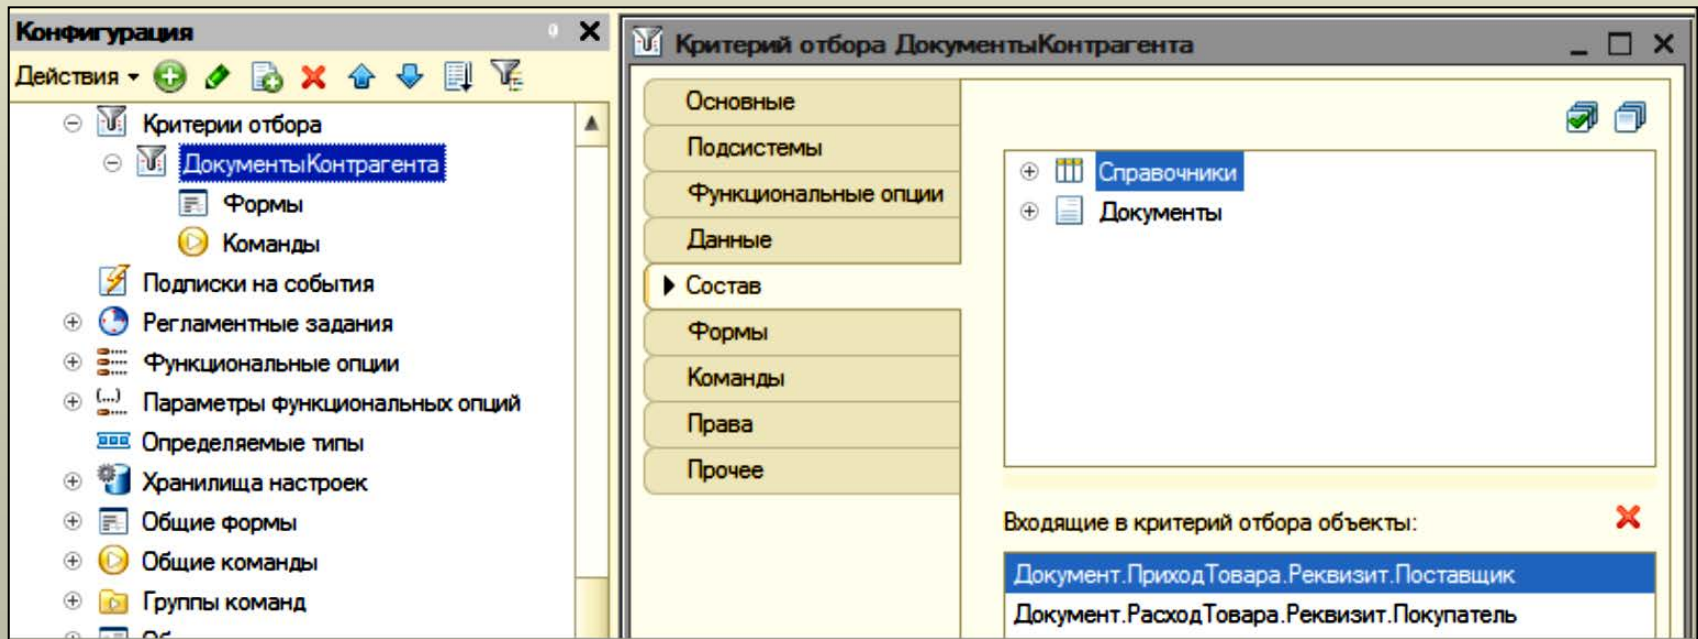 Конфигурация
Действия
Критерии отбора
ДокументыКонтрагента
Формы
Команды
Подписки на события
Регламентные задания
Функциональные опции
Параметры функциональных опций
Определяемые типы
Хранилища настроек
Общие формы
Общие команды
Группы команд
Критерий отбора ДокументыКонтрагента
Основные
Подсистемы
Функциональные опции
Данные
Состав
Формы
Команды
Права
Прочее
Справочники
Документы
Входящие в критерий отбора объекты:
Документ.ПриходТовара.Реквизит.Поставщик
Документ.РасходТовара.Реквизит.Покупатель